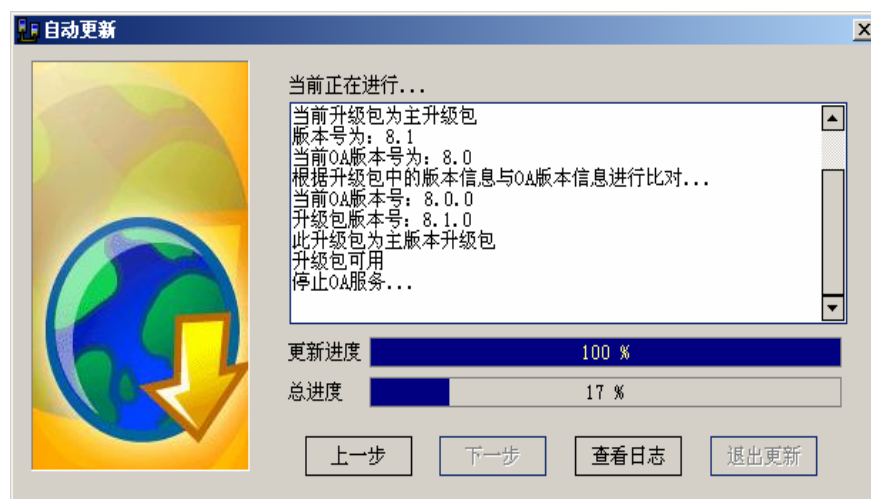 自动更新
当前正在进行...
当前升级包为主升级包
版本号为: 8.1
当前OA版本号为: 8.0
根据升级包中的版本信息与OA版本信息进行比对...
当前OA版本号: 8.0.0
升级包版本号: 8.1.0
此升级包为主版本升级包
升级包可用
停止OA服务...
更新进度 100 %
总进度 17 %
上一步 下一步 查看日志 退出更新